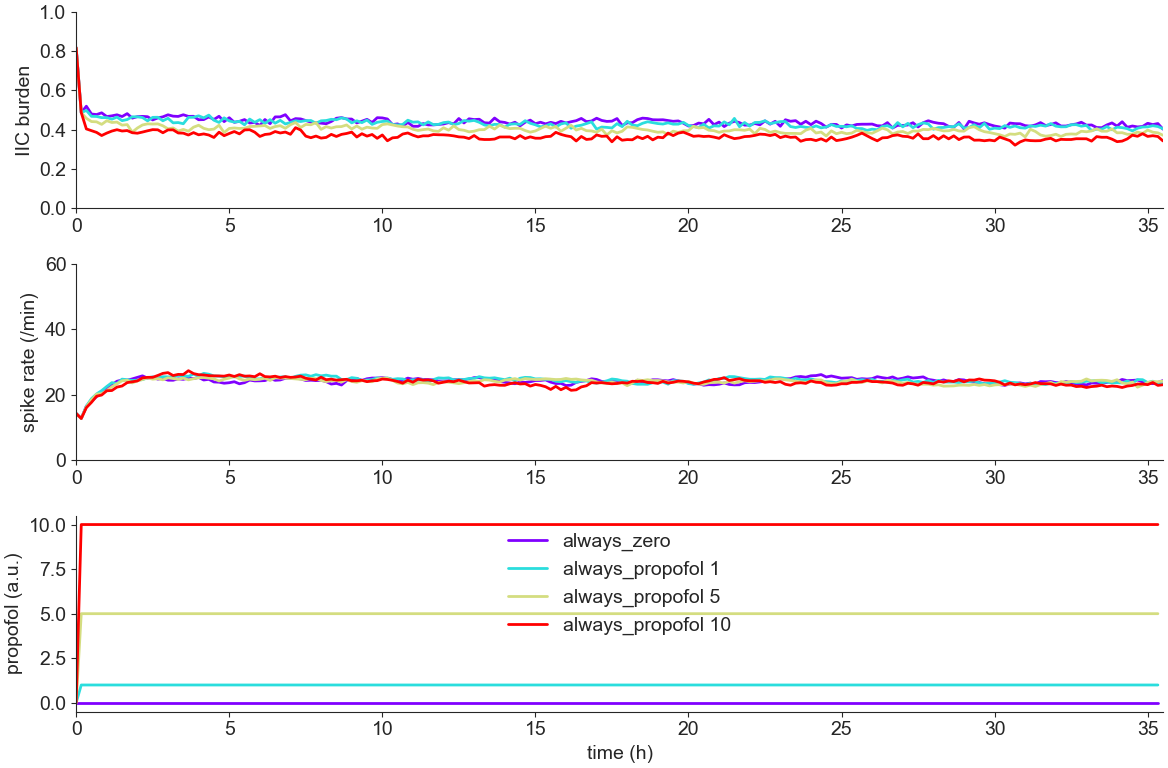 IIC burden
1.0
0.8
0.6
0.4
0.2
0.0
0 5 10 15 20 25 30 35
spike rate (/min)
60
40
20
0
0 5 10 15 20 25 30 35
propofol (a.u.)
10.0
7.5
5.0
2.5
0.0
always_zero
always_propofol 1
always_propofol 5
always_propofol 10
0 5 10 15 20 25 30 35
time (h)